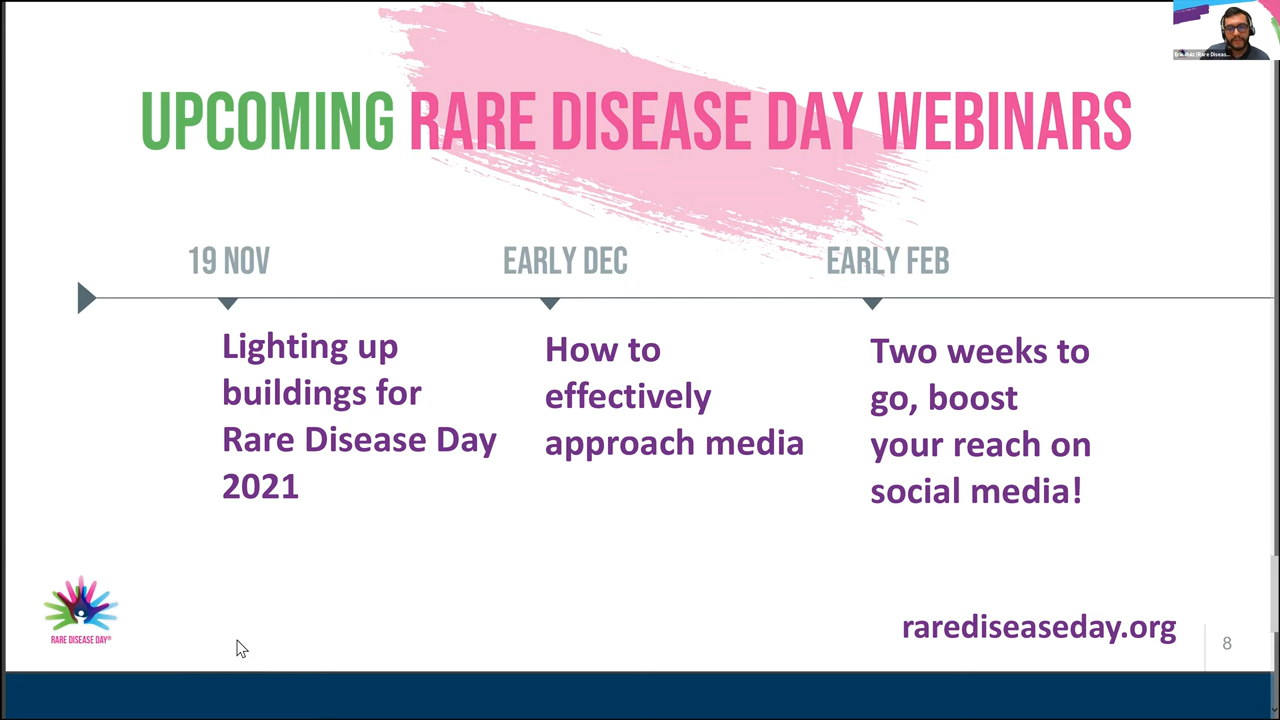 UPCOMING RARE DISEASE DAY WEBINARS
19 NOV
EARLY DEC
EARLY FEB
Lighting up
buildings for
Rare Disease Day
2021
How to
effectively
approach media
Two weeks to
go, boost
your reach on
social media!
RARE DISEASE DAY®
rarediseaseday.org
8